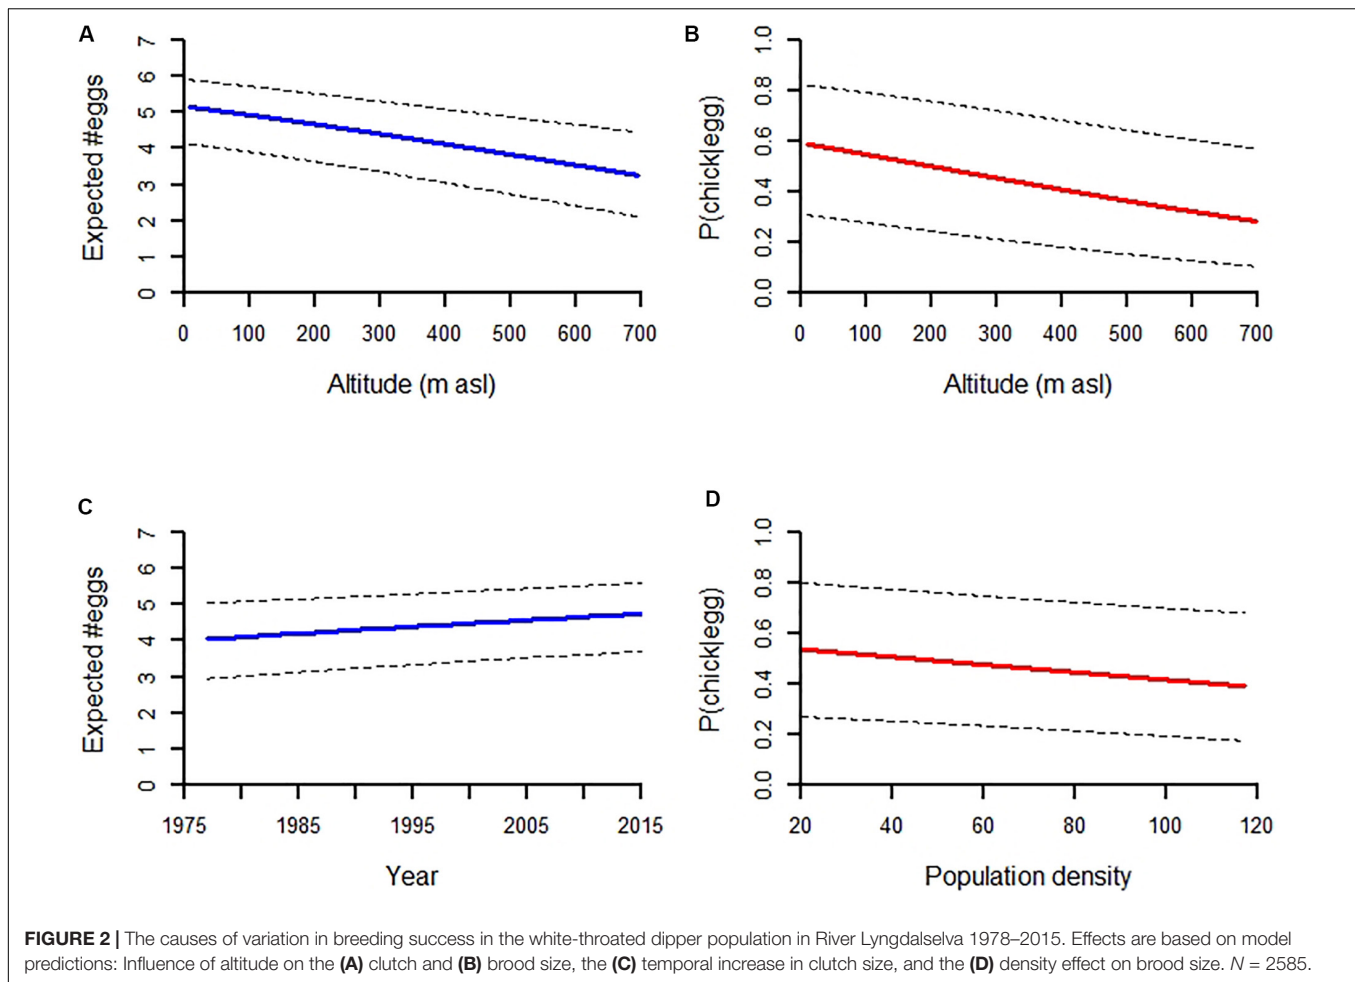 A
7
6
5
4
3
2
1
0
Expected #eggs
0 100 200 300 400 500 600 700
Altitude (m asl)
B
1.0
0.8
0.6
0.4
0.2
0.0
P(chick|egg)
0 100 200 300 400 500 600 700
Altitude (m asl)
C
7
6
5
4
3
2
1
0
Expected #eggs
1975 1985 1995 2005 2015
Year
D
1.0
0.8
0.6
0.4
0.2
0.0
P(chick|egg)
20 40 60 80 100 120
Population density
FIGURE 2 | The causes of variation in breeding success in the white-throated dipper population in River Lyngdalselva 1978–2015. Effects are based on model
predictions: Influence of altitude on the (A) clutch and (B) brood size, the (C) temporal increase in clutch size, and the (D) density effect on brood size. N = 2585.